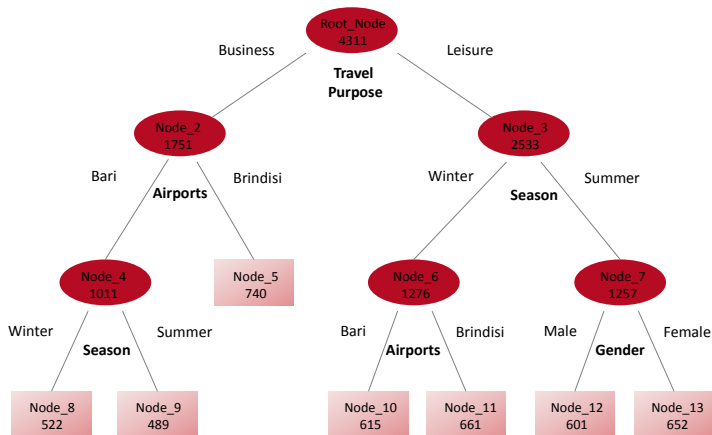 Root_Node
4311
Business
Leisure
Travel
Purpose
Node_2
1751
Node_3
2533
Bari
Brindisi
Airports
Winter
Summer
Season
Node_4
1011
Node_5
740
Node_6
1276
Node_7
1257
Winter
Summer
Season
Bari
Brindisi
Airports
Male
Female
Gender
Node_8
522
Node_9
489
Node_10
615
Node_11
661
Node_12
601
Node_13
652